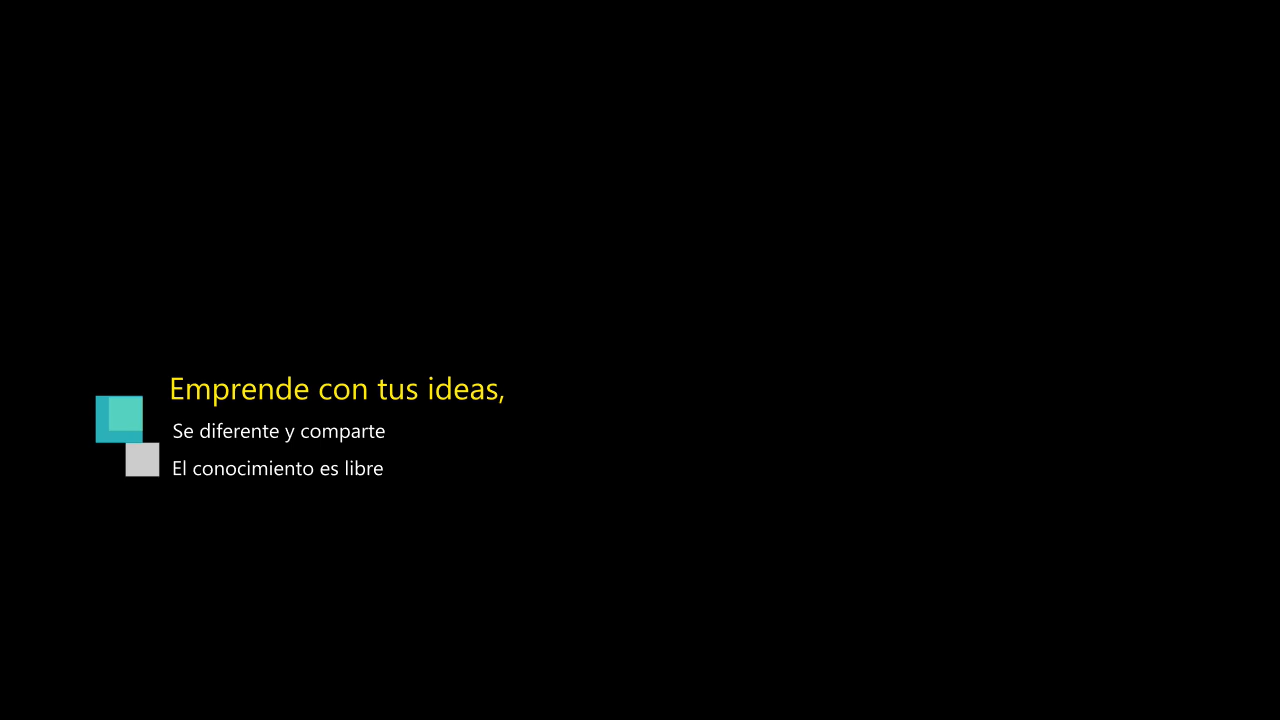 Emprende con tus ideas,
Se diferente y comparte
El conocimiento es libre